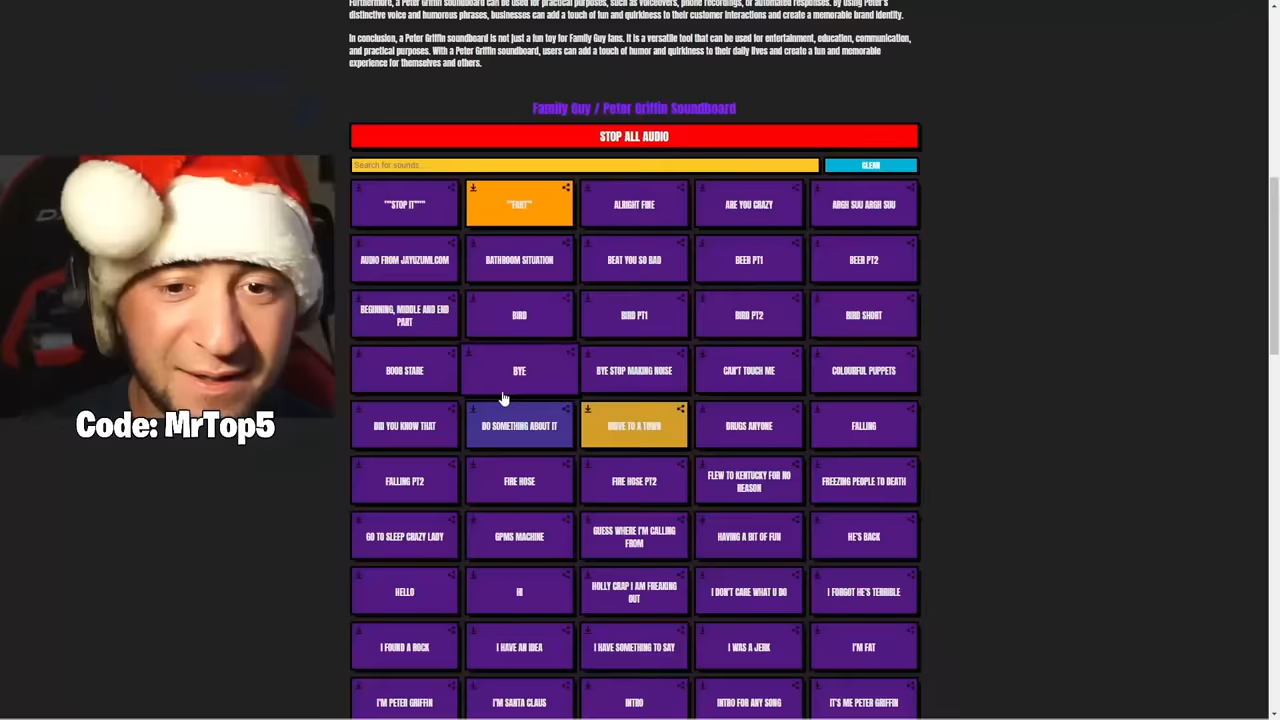 Furthermore, a Peter Griffin soundboard can be used for practical purposes, such as voiceovers, phone recordings, or automated responses. By using Peter's
distinctive voice and humorous phrases, businesses can add a touch of fun and quirkiness to their customer interactions and create a memorable brand identity.
In conclusion, a Peter Griffin soundboard is not just a fun toy for Family Guy fans. It is a versatile tool that can be used for entertainment, education, communication,
and practical purposes. With a Peter Griffin soundboard, users can add a touch of humor and quirkiness to their daily lives and create a fun and memorable
experience for themselves and others.
Family Guy / Peter Griffin Soundboard
STOP ALL AUDIO
Search for sounds...
CLEAR
""STOP IT""
"FART"
ALRIGHT FINE
ARE YOU CRAZY
ARGH SUU ARGH SUU
AUDIO FROM JAYUZUMI.COM
BATHROOM SITUATION
BEAT YOU SO BAD
BEER PT1
BEER PT2
BEGINNING, MIDDLE AND END
PART
BIRD
BIRD PT1
BIRD PT2
BIRD SHORT
BOOB STARE
BYE
BYE STOP MAKING NOISE
CAN'T TOUCH ME
COLOURFUL PUPPETS
Code: MrTop5
DID YOU KNOW THAT
DO SOMETHING ABOUT IT
DROVE TO A TOWN
DRUGS ANYONE
FALLING
FALLING PT2
FIRE HOSE
FIRE HOSE PT2
FLEW TO KENTUCKY FOR NO
REASON
FREEZING PEOPLE TO DEATH
GO TO SLEEP CRAZY LADY
GPMS MACHINE
GUESS WHERE I'M CALLING
FROM
HAVING A BIT OF FUN
HE'S BACK
HELLO
HI
HOLLY CRAP I AM FREAKING
OUT
I DON'T CARE WHAT U DO
I FORGOT HE'S TERRIBLE
I FOUND A ROCK
I HAVE AN IDEA
I HAVE SOMETHING TO SAY
I WAS A JERK
I'M FAT
I'M PETER GRIFFIN
I'M SANTA CLAUS
INTRO
INTRO FOR ANY SONG
IT'S ME PETER GRIFFIN